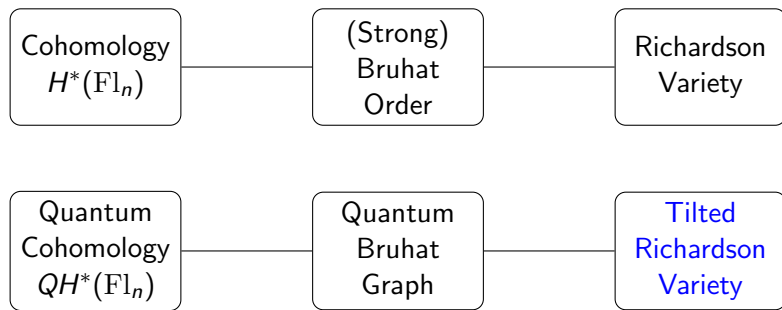 Cohomology
H*(Fl_n)
(Strong)
Bruhat
Order
Richardson
Variety
Quantum
Cohomology
QH*(Fl_n)
Quantum
Bruhat
Graph
Tilted
Richardson
Variety